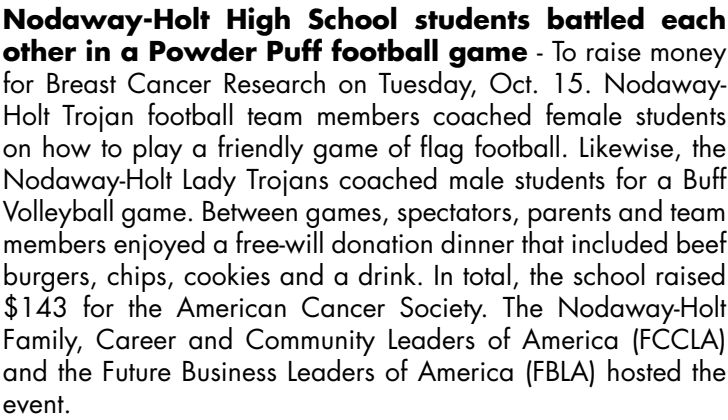 Nodaway-Holt High School students battled each
other in a Powder Puff football game - To raise money
for Breast Cancer Research on Tuesday, Oct. 15. Nodaway-
Holt Trojan football team members coached female students
on how to play a friendly game of flag football. Likewise, the
Nodaway-Holt Lady Trojans coached male students for a Buff
Volleyball game. Between games, spectators, parents and team
members enjoyed a free-will donation dinner that included beef
burgers, chips, cookies and a drink. In total, the school raised
$143 for the American Cancer Society. The Nodaway-Holt
Family, Career and Community Leaders of America (FCCLA)
and the Future Business Leaders of America (FBLA) hosted the
event.